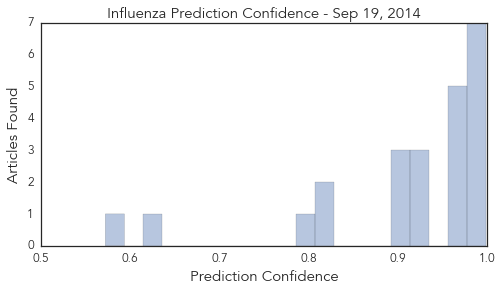 Influenza Prediction Confidence - Sep 19, 2014
Articles Found
7
6
5
4
3
2
1
0
0.5 0.6 0.7 0.8 0.9 1.0
Prediction Confidence